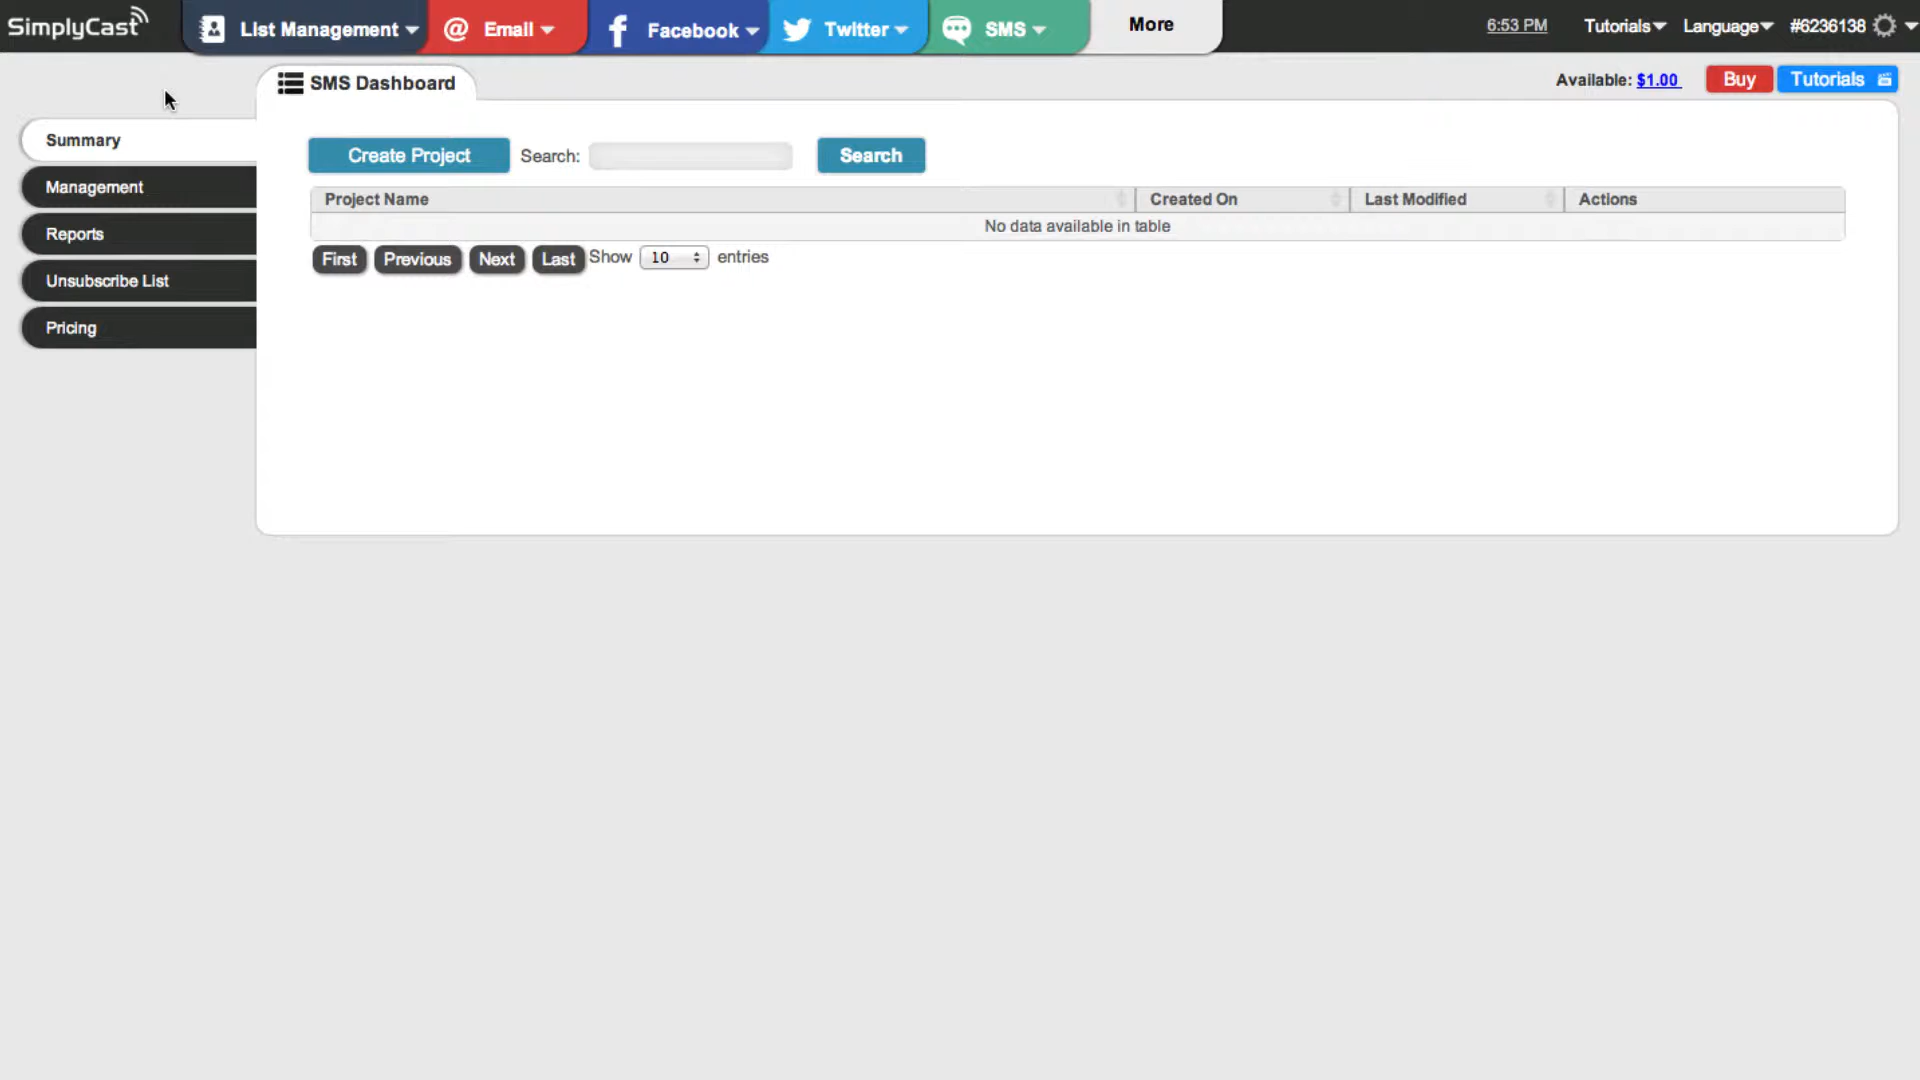 SimplyCast List Management Email Facebook Twitter SMS More 6:53 PM Tutorials Language #6236138
SMS Dashboard Available: $1.00 Buy Tutorials
Summary
Management
Reports
Unsubscribe List
Pricing
Create Project Search: Search
Project Name Created On Last Modified Actions
No data available in table
First Previous Next Last Show 10 entries